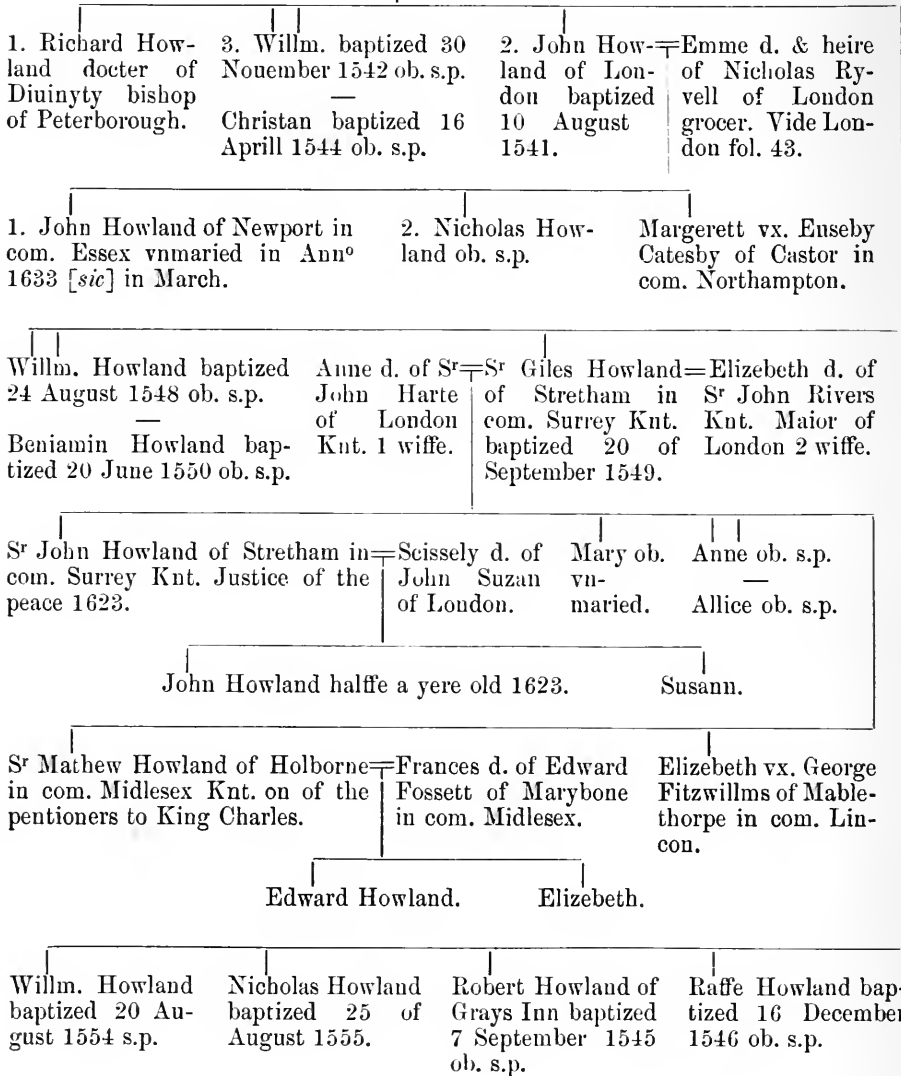 1. Richard How-
land docter of
Diuinyty bishop
of Peterborough.
3. Willm. baptized 30
Nouember 1542 ob. s.p.
—
Christan baptized 16
Aprill 1544 ob. s.p.
2. John How-
land of Lon-
don baptized
10 August
1541.
Emme d. & heire
of Nicholas Ry-
vell of London
grocer. Vide Lon-
don fol. 43.
1. John Howland of Newport in
com. Essex vnmaried in Annᵒ
1633 [sic] in March.
2. Nicholas How-
land ob. s.p.
Margerett vx. Euseby
Catesby of Castor in
com. Northampton.
Willm. Howland baptized
24 August 1548 ob. s.p.
—
Beniamin Howland bap-
tized 20 June 1550 ob. s.p.
Anne d. of Sʳ
John Harte
of London
Knt. 1 wiffe.
Sʳ Giles Howland
of Stretham in
com. Surrey Knt.
baptized 20 of
September 1549.
Elizebeth d. of
Sʳ John Rivers
Knt. Maior of
London 2 wiffe.
Sʳ John Howland of Stretham in
com. Surrey Knt. Justice of the
peace 1623.
Scissely d. of
John Suzan
of London.
Mary ob.
vn-
maried.
Anne ob. s.p.
—
Allice ob. s.p.
John Howland halffe a yere old 1623.
Susann.
Sʳ Mathew Howland of Holborne
in com. Midlesex Knt. on of the
pentioners to King Charles.
Frances d. of Edward
Fossett of Marybone
in com. Midlesex.
Elizebeth vx. George
Fitzwillms of Mable-
thorpe in com. Lin-
con.
Edward Howland.
Elizebeth.
Willm. Howland
baptized 20 Au-
gust 1554 s.p.
Nicholas Howland
baptized 25 of
August 1555.
Robert Howland of
Grays Inn baptized
7 September 1545
ob. s.p.
Raffe Howland bap-
tized 16 December
1546 ob. s.p.